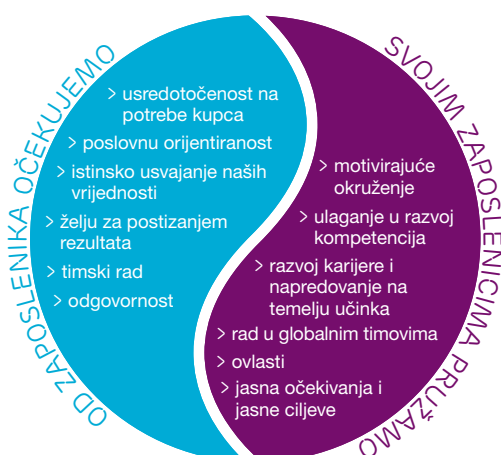 OD ZAPOSLENIKA OČEKUJEMO
> usredotočenost na
potrebe kupca
> poslovnu orijentiranost
> istinsko usvajanje naših
vrijednosti
> želju za postizanjem
rezultata
> timski rad
> odgovornost
SVOJIM ZAPOSLENICIMA PRUŽAMO
> motivirajuće
okruženje
> ulaganje u razvoj
kompetencija
> razvoj karijere i
napredovanje na
temelju učinka
> rad u globalnim timovima
> ovlasti
> jasna očekivanja i
jasne ciljeve